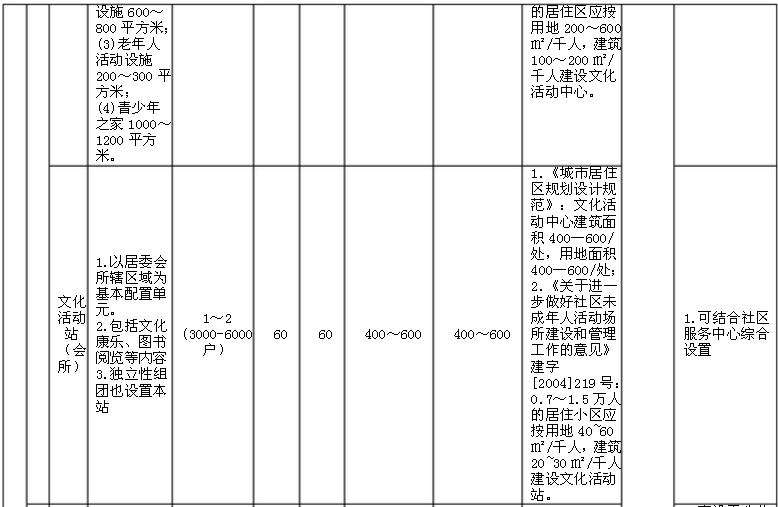 设施 600～
800 平方米；
(3)老年人
活动设施
200～300 平
方米；
(4)青少年
之家 1000～
1200 平方
米。
的居住区应按
用地 200～600
㎡/千人，建筑
100～200 ㎡/
千人建设文化
活动中心。
文化
活动
站
（会
所）
1.以居委会
所辖区域为
基本配置单
元。
2.包括文化
康乐、图书
阅览等内容
3.独立性组
团也设置本
站
1～2
（3000-6000
户）
60
60
400～600
400～600
1.《城市居住
区规划设计规
范》：文化活
动中心建筑面
积 400—600/
处，用地面积
400—600/处；
2.《关于进一
步做好社区未
成年人活动场
所建设和管理
工作的意见》
建字
[2004]219 号：
0.7～1.5 万人
的居住小区应
按用地 40~60
㎡/千人，建筑
20~30 ㎡/千人
建设文化活动
站。
1.可结合社区
服务中心综合
设置